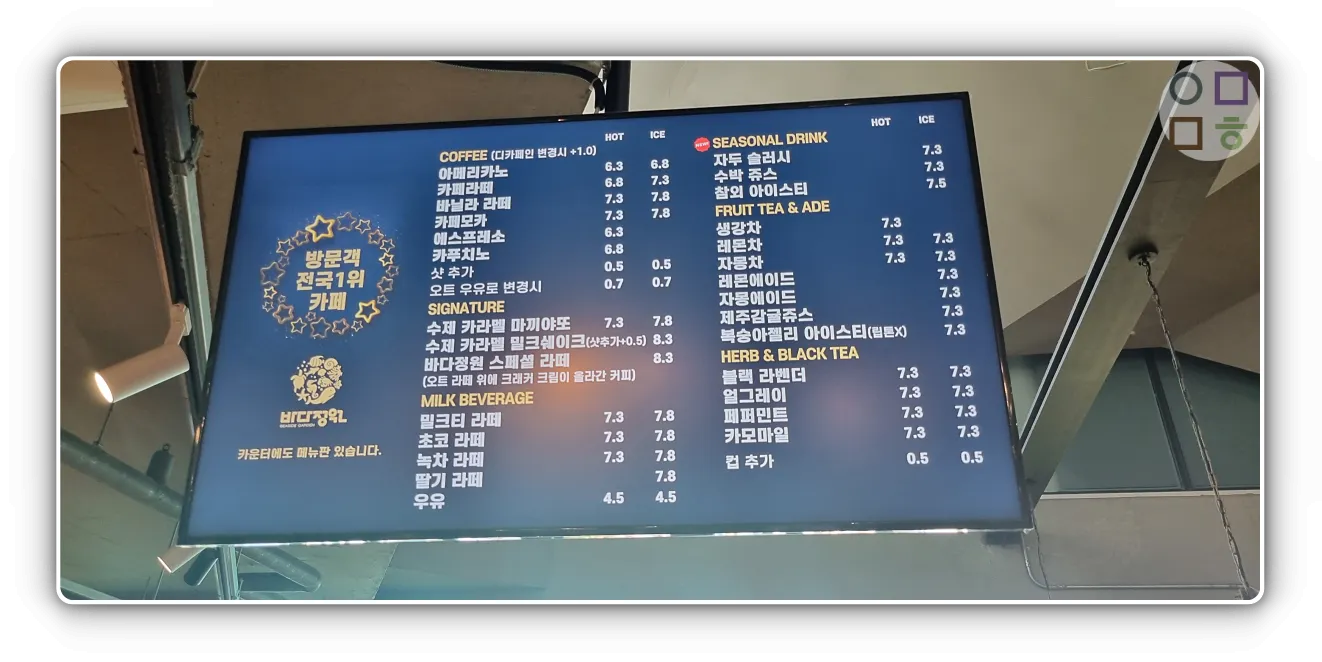 방문객
전국1위
카페
바다정원
SEASIDE GARDEN
카운터에도 메뉴판 있습니다.
HOT ICE
COFFEE (디카페인 변경시 +1.0)
아메리카노 6.3 6.8
카페라떼 6.8 7.3
바닐라 라떼 7.3 7.8
카페모카 7.3 7.8
에스프레소 6.3
카푸치노 6.8
샷 추가 0.5 0.5
오트 우유로 변경시 0.7 0.7
SIGNATURE
수제 카라멜 마끼야또 7.3 7.8
수제 카라멜 밀크쉐이크(샷추가+0.5) 8.3
바다정원 스페셜 라떼 8.3
(오트 라떼 위에 크래커 크림이 올라간 커피)
MILK BEVERAGE
밀크티 라떼 7.3 7.8
초코 라떼 7.3 7.8
녹차 라떼 7.3 7.8
딸기 라떼 7.8
우유 4.5 4.5
HOT ICE
NEW! SEASONAL DRINK
자두 슬러시 7.3
수박 쥬스 7.3
참외 아이스티 7.5
FRUIT TEA & ADE
생강차 7.3
레몬차 7.3 7.3
자몽차 7.3 7.3
레몬에이드 7.3
자몽에이드 7.3
제주감귤쥬스 7.3
복숭아젤리 아이스티(립톤X) 7.3
HERB & BLACK TEA
블랙 라벤더 7.3 7.3
얼그레이 7.3 7.3
페퍼민트 7.3 7.3
카모마일 7.3 7.3
컵 추가 0.5 0.5